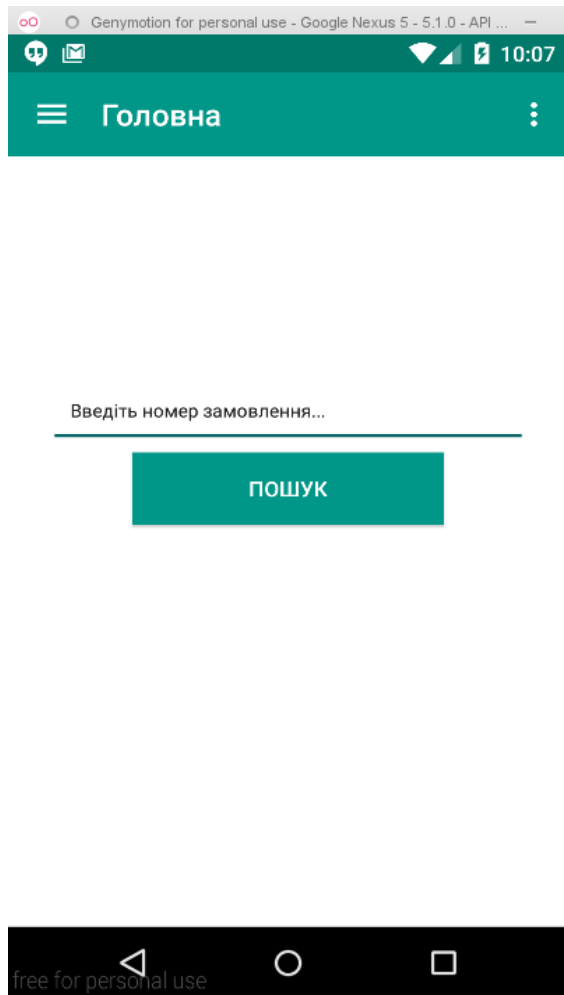 Genymotion for personal use - Google Nexus 5 - 5.1.0 - API ...
10:07
Головна
Введіть номер замовлення...
ПОШУК
free for personal use